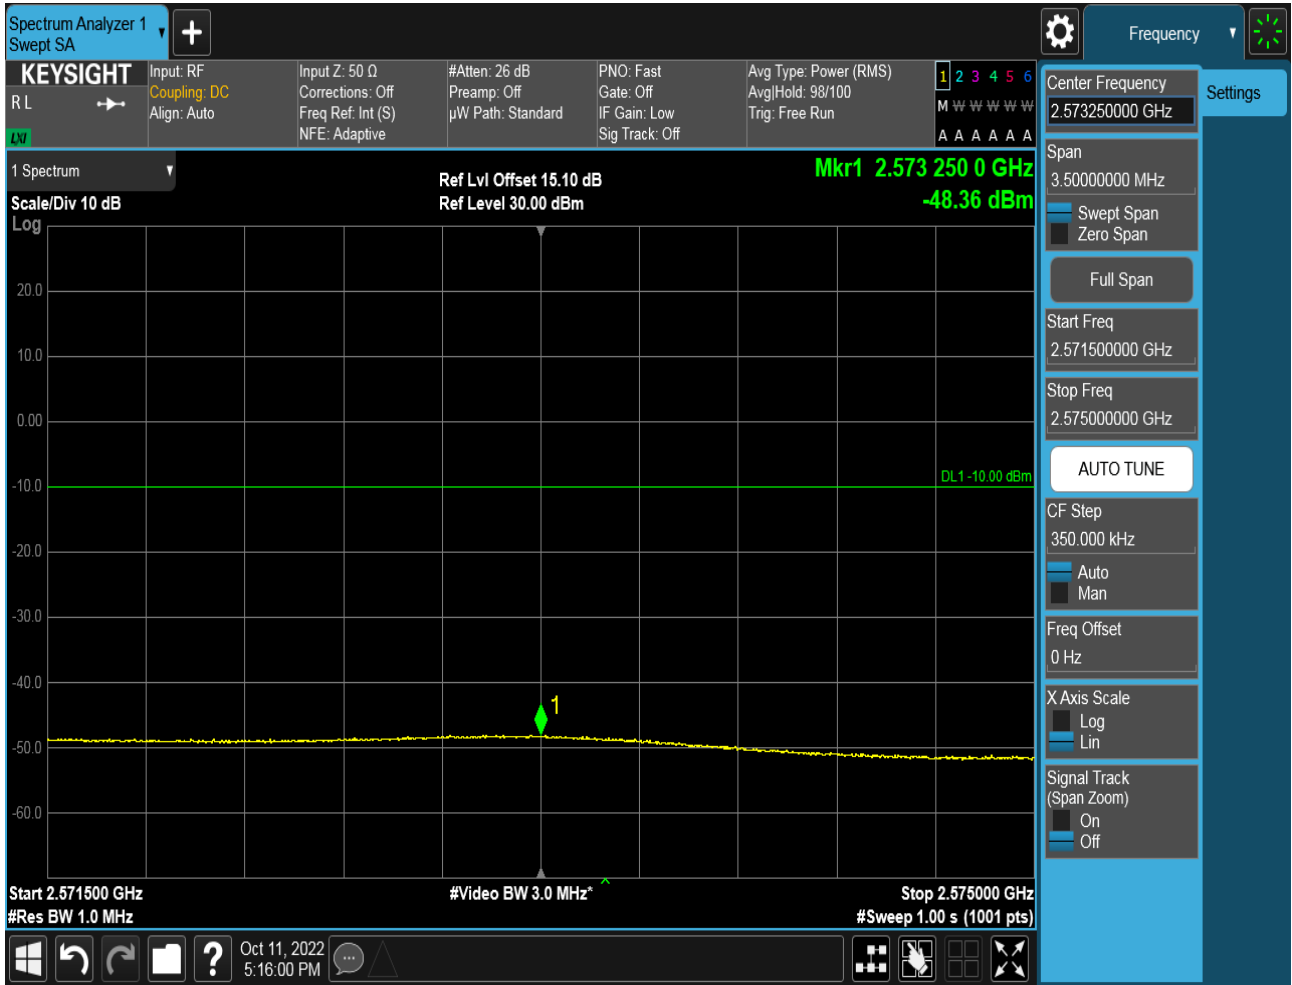 Spectrum Analyzer 1
Swept SA
Frequency
KEYSIGHT
R L
LXI
Input: RF
Coupling: DC
Align: Auto
Input Z: 50 Ω
Corrections: Off
Freq Ref: Int (S)
NFE: Adaptive
#Atten: 26 dB
Preamp: Off
µW Path: Standard
PNO: Fast
Gate: Off
IF Gain: Low
Sig Track: Off
Avg Type: Power (RMS)
Avg|Hold: 98/100
Trig: Free Run
1 2 3 4 5 6
M W W W W W
A A A A A A
1 Spectrum
Scale/Div 10 dB
Log
Ref Lvl Offset 15.10 dB
Ref Level 30.00 dBm
Mkr1 2.573 250 0 GHz
-48.36 dBm
20.0
10.0
0.00
-10.0
-20.0
-30.0
-40.0
-50.0
-60.0
DL1 -10.00 dBm
1
Start 2.571500 GHz
#Res BW 1.0 MHz
#Video BW 3.0 MHz*
Stop 2.575000 GHz
#Sweep 1.00 s (1001 pts)
Center Frequency
2.573250000 GHz
Span
3.50000000 MHz
Swept Span
Zero Span
Full Span
Start Freq
2.571500000 GHz
Stop Freq
2.575000000 GHz
AUTO TUNE
CF Step
350.000 kHz
Auto
Man
Freq Offset
0 Hz
X Axis Scale
Log
Lin
Signal Track
(Span Zoom)
On
Off
Settings
?
Oct 11, 2022
5:16:00 PM